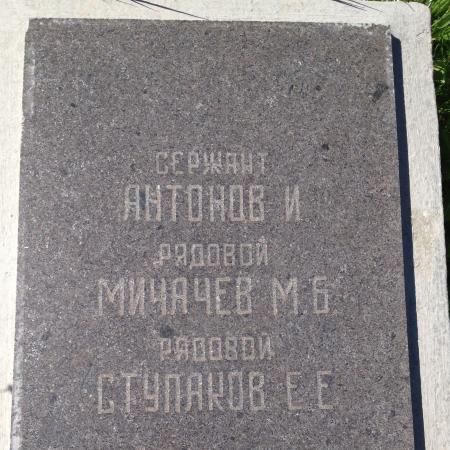 СЕРЖАНТ
АНТОНОВ И
РЯДОВОЙ
МИЧАЧЕВ М.Б.
РЯДОВОЙ
СТУПАКОВ Е.Е